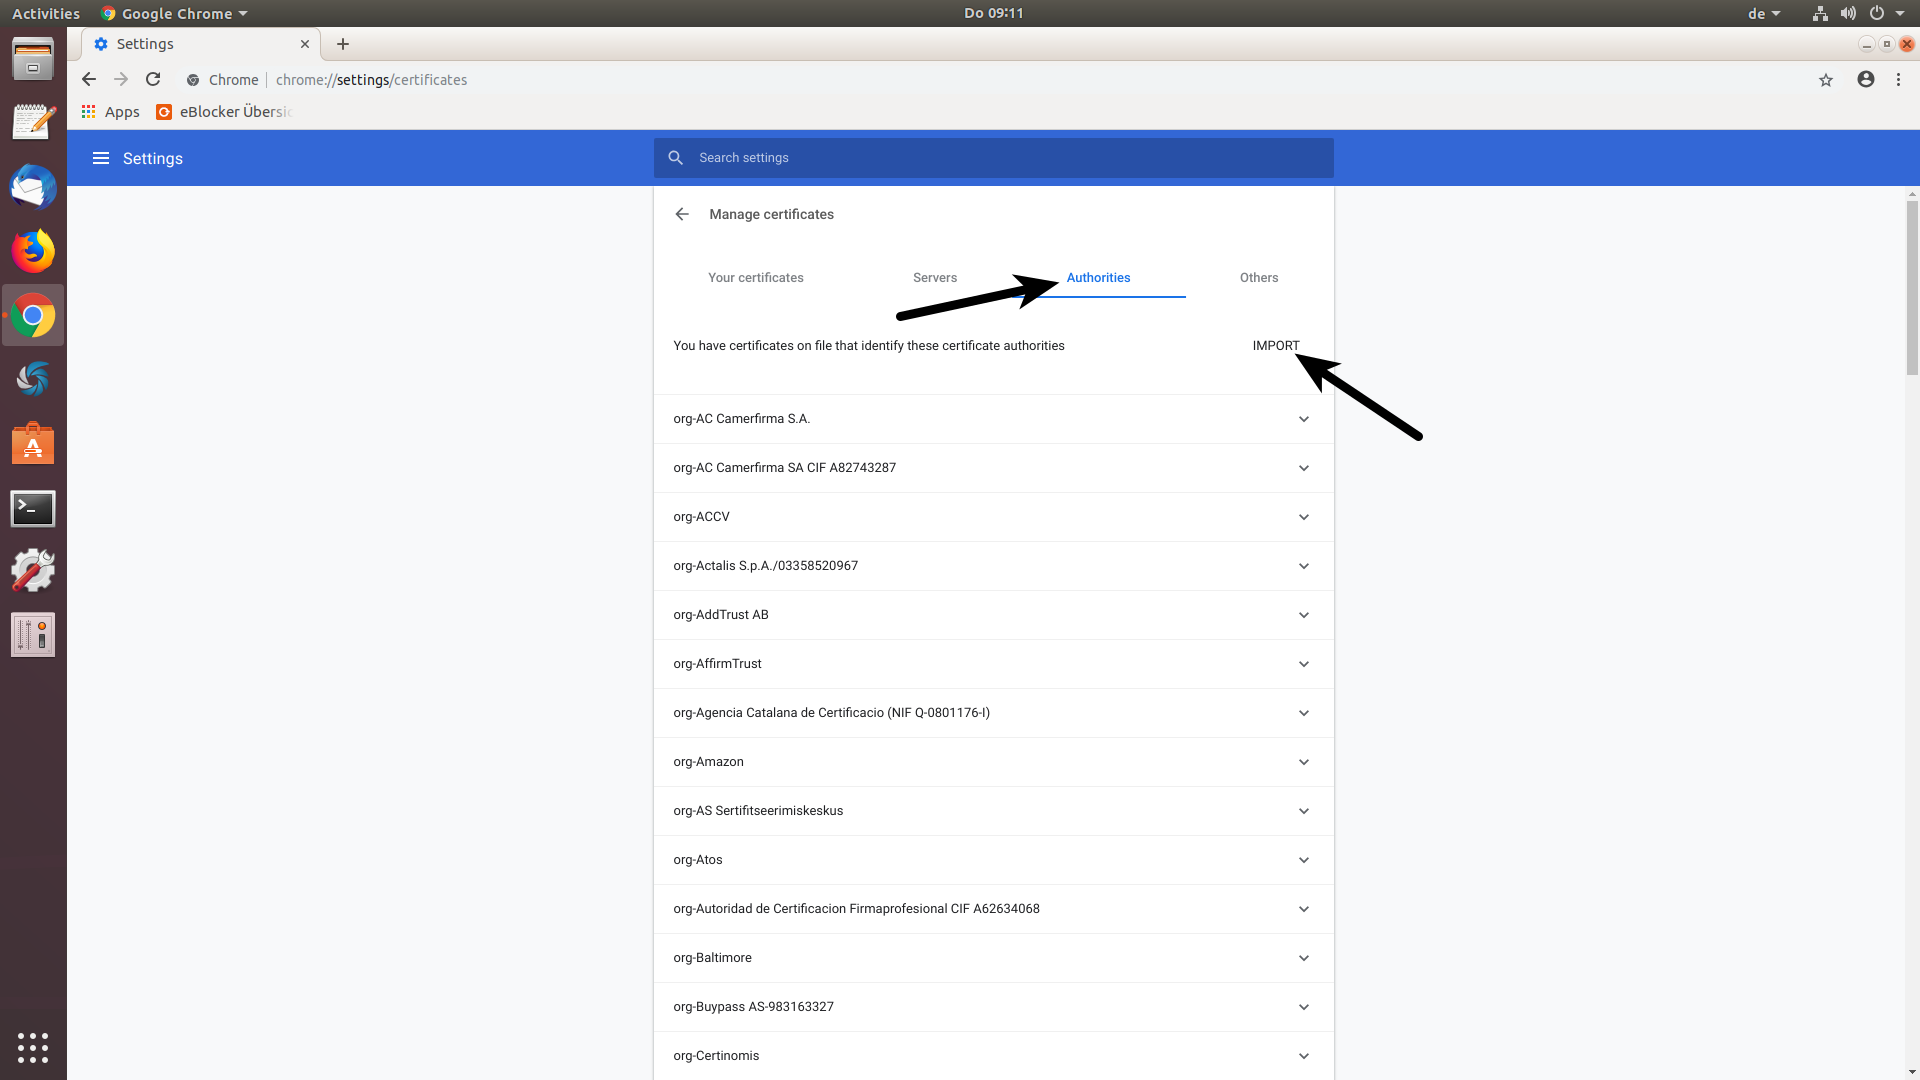 Activities
Google Chrome
Do 09:11
de
Settings
Chrome
chrome://settings/certificates
Apps
eBlocker Übersic
Settings
Search settings
Manage certificates
Your certificates
Servers
Authorities
Others
You have certificates on file that identify these certificate authorities
IMPORT
org-AC Camerfirma S.A.
org-AC Camerfirma SA CIF A82743287
org-ACCV
org-Actalis S.p.A./03358520967
org-AddTrust AB
org-AffirmTrust
org-Agencia Catalana de Certificacio (NIF Q-0801176-I)
org-Amazon
org-AS Sertifitseerimiskeskus
org-Atos
org-Autoridad de Certificacion Firmaprofesional CIF A62634068
org-Baltimore
org-Buypass AS-983163327
org-Certinomis